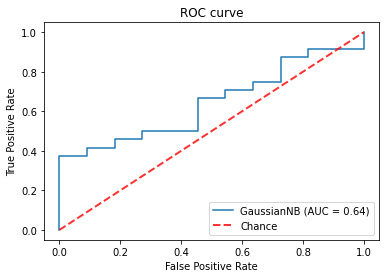 ROC curve
True Positive Rate
1.0
0.8
0.6
0.4
0.2
0.0
GaussianNB (AUC = 0.64)
Chance
0.0 0.2 0.4 0.6 0.8 1.0
False Positive Rate